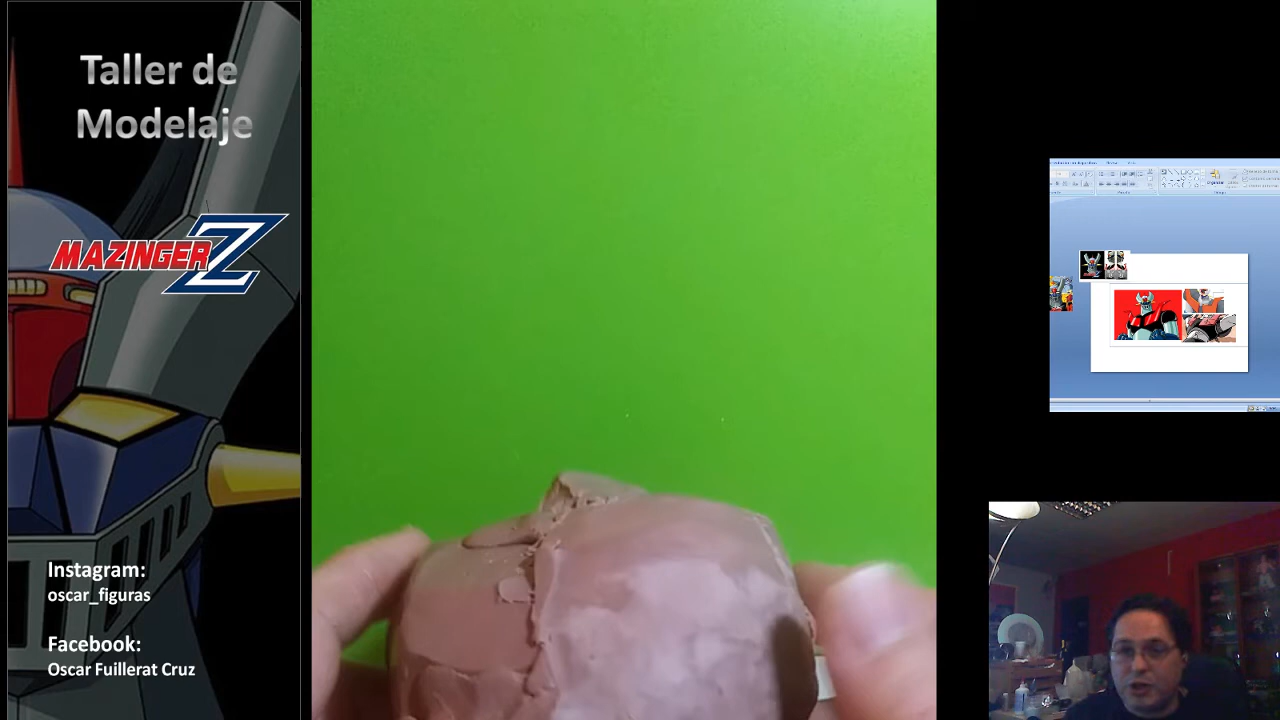 Taller de
Modelaje
MAZINGER Z
Instagram:
oscar_figuras
Facebook:
Oscar Fuillerat Cruz